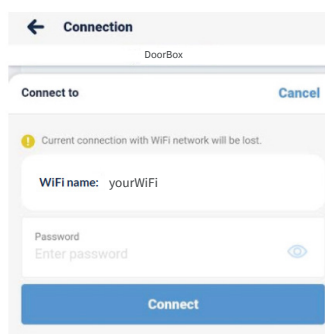 Connection
DoorBox
Connect to Cancel
Current connection with WiFi network will be lost.
WiFi name: yourWiFi
Password
Enter password
Connect